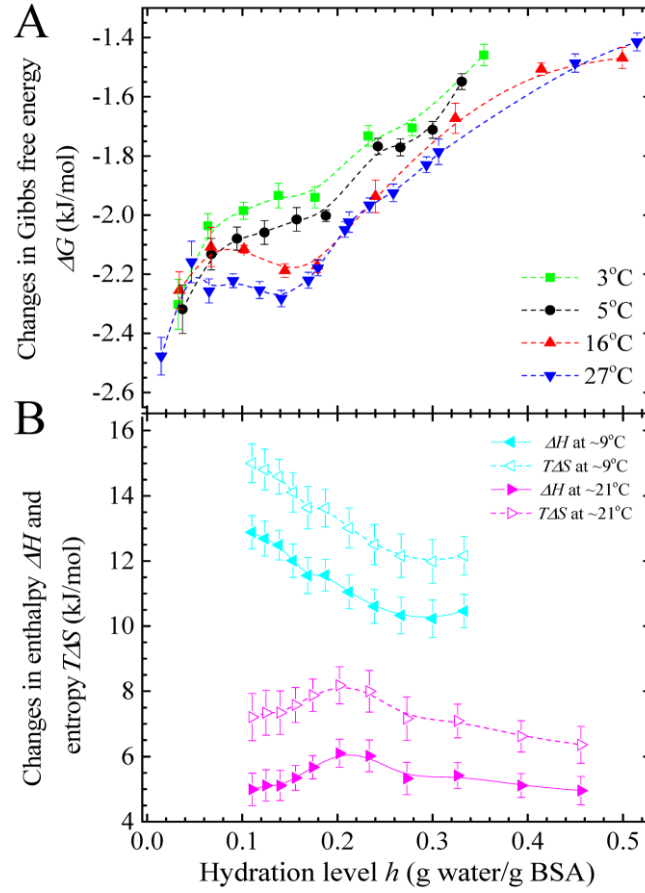 A
Changes in Gibbs free energy
ΔG (kJ/mol)
-1.4
-1.6
-1.8
-2.0
-2.2
-2.4
-2.6
3°C
5°C
16°C
27°C
B
Changes in enthalpy ΔH and
entropy TΔS (kJ/mol)
16
14
12
10
8
6
4
ΔH at ~9°C
TΔS at ~9°C
ΔH at ~21°C
TΔS at ~21°C
0.0 0.1 0.2 0.3 0.4 0.5
Hydration level h (g water/g BSA)